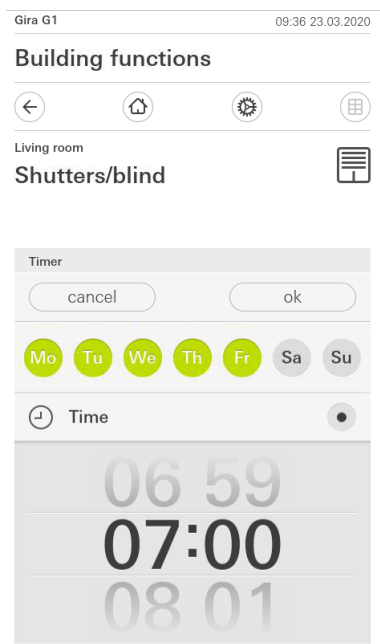 Gira G1 09:36 23.03.2020
Building functions
Living room
Shutters/blind
Timer
cancel ok
Mo Tu We Th Fr Sa Su
Time
06 59
07:00
08 01